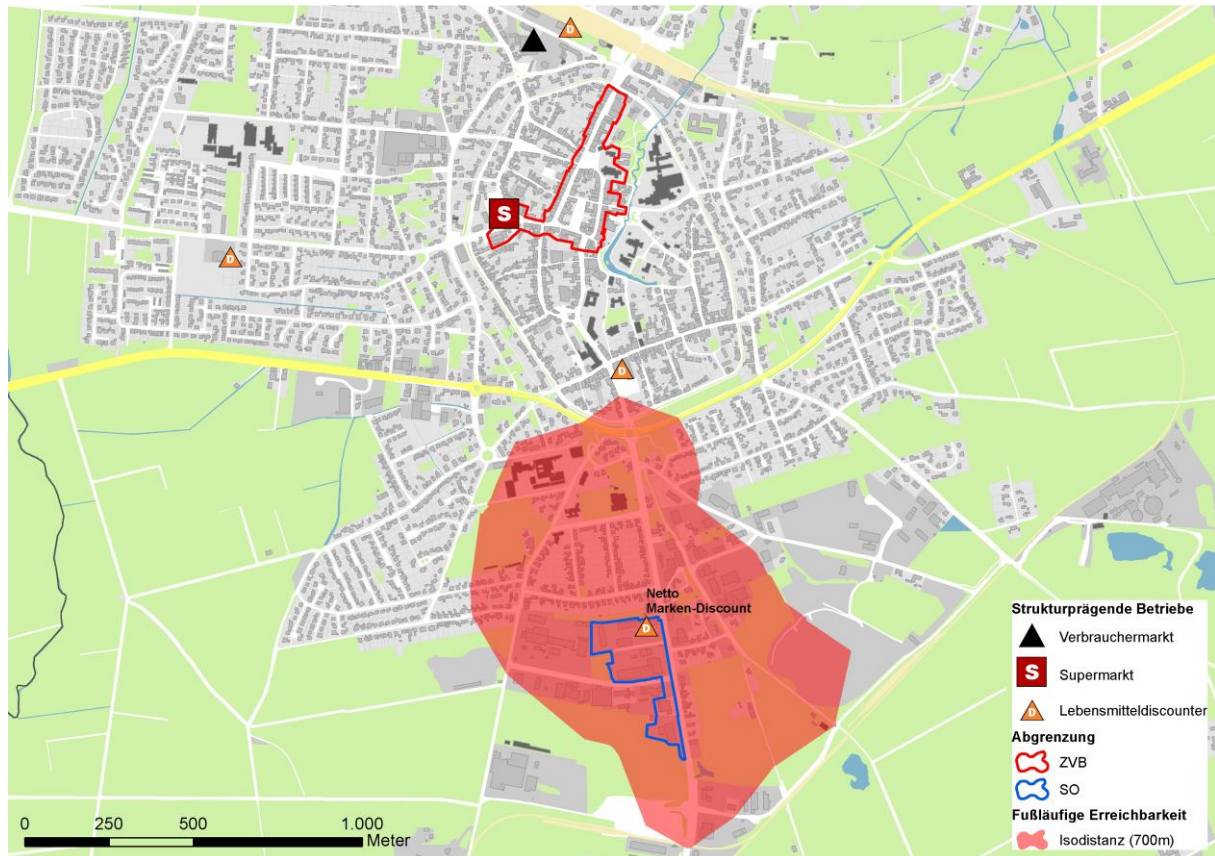 D
S
D
D
Netto
Marken-Discount
D
Strukturprägende Betriebe
Verbrauchermarkt
S Supermarkt
D Lebensmitteldiscounter
Abgrenzung
ZVB
SO
Fußläufige Erreichbarkeit
Isodistanz (700m)
0 250 500 1.000
Meter